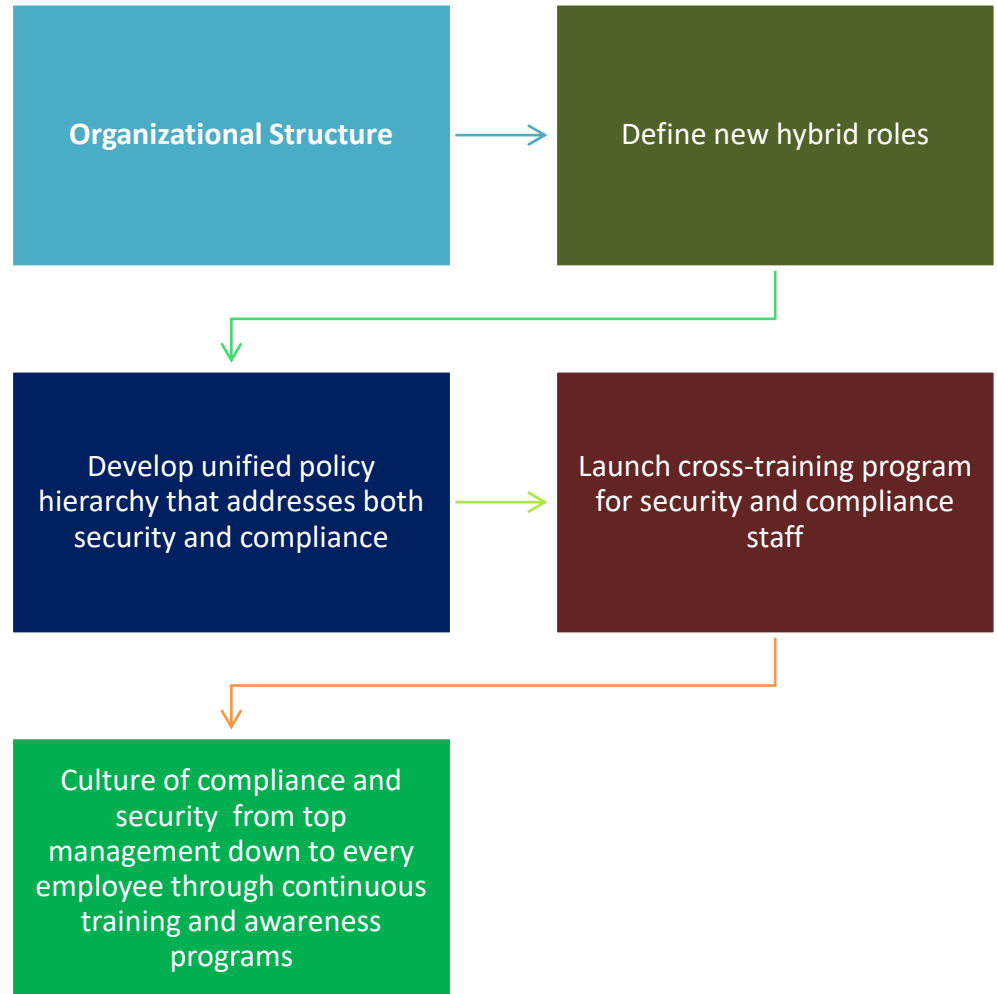 Organizational Structure
Define new hybrid roles
Develop unified policy
hierarchy that addresses both
security and compliance
Launch cross-training program
for security and compliance
staff
Culture of compliance and
security  from top
management down to every
employee through continuous
training and awareness
programs